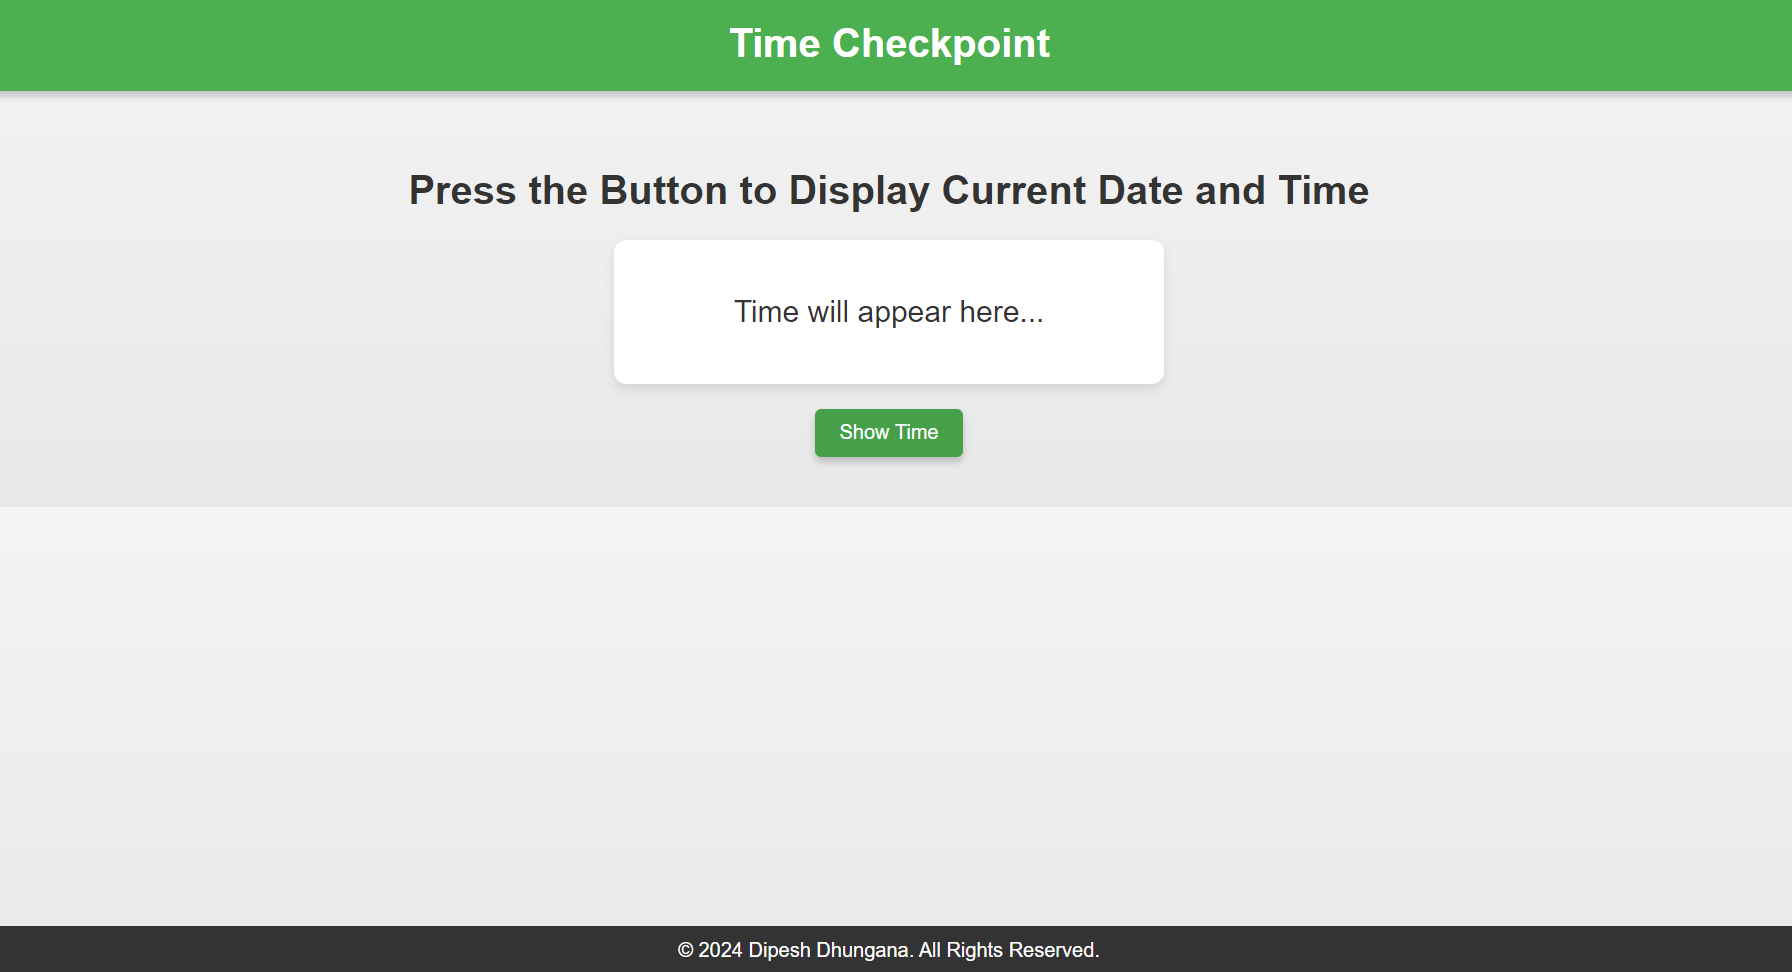 Time Checkpoint
Press the Button to Display Current Date and Time
Time will appear here...
Show Time
© 2024 Dipesh Dhungana. All Rights Reserved.